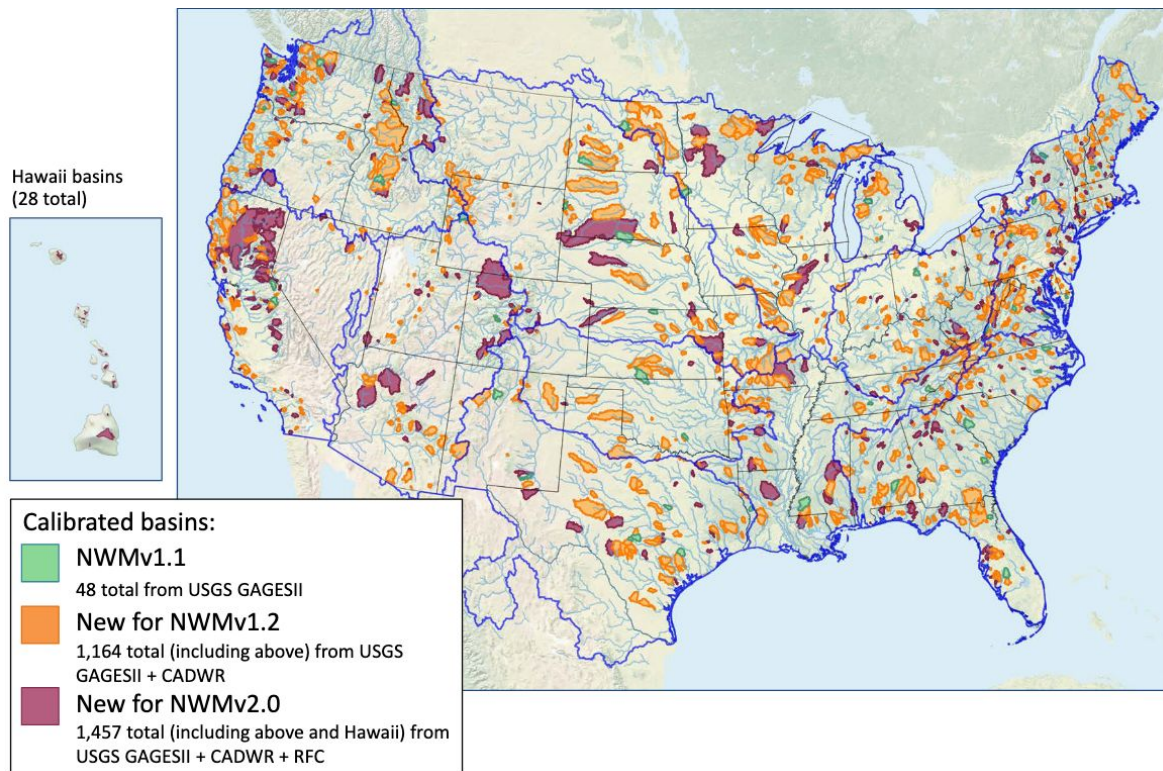 Hawaii basins
(28 total)
Calibrated basins:
NWMv1.1
48 total from USGS GAGESII
New for NWMv1.2
1,164 total (including above) from USGS
GAGESII + CADWR
New for NWMv2.0
1,457 total (including above and Hawaii) from
USGS GAGESII + CADWR + RFC